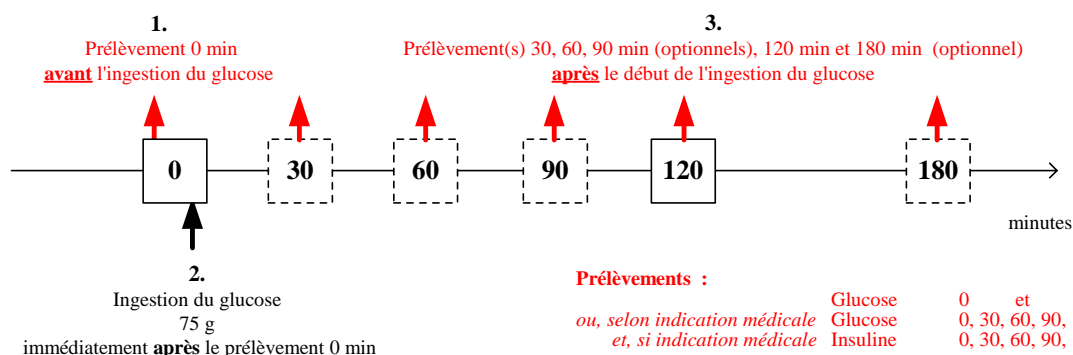 1.
Prélèvement 0 min
avant l'ingestion du glucose
3.
Prélèvement(s) 30, 60, 90 min (optionnels), 120 min et 180 min (optionnel)
après le début de l'ingestion du glucose
0 30 60 90 120 180
minutes
2.
Ingestion du glucose
75 g
immédiatement après le prélèvement 0 min
Prélèvements :
Glucose 0 et
ou, selon indication médicale Glucose 0, 30, 60, 90,
et, si indication médicale Insuline 0, 30, 60, 90,